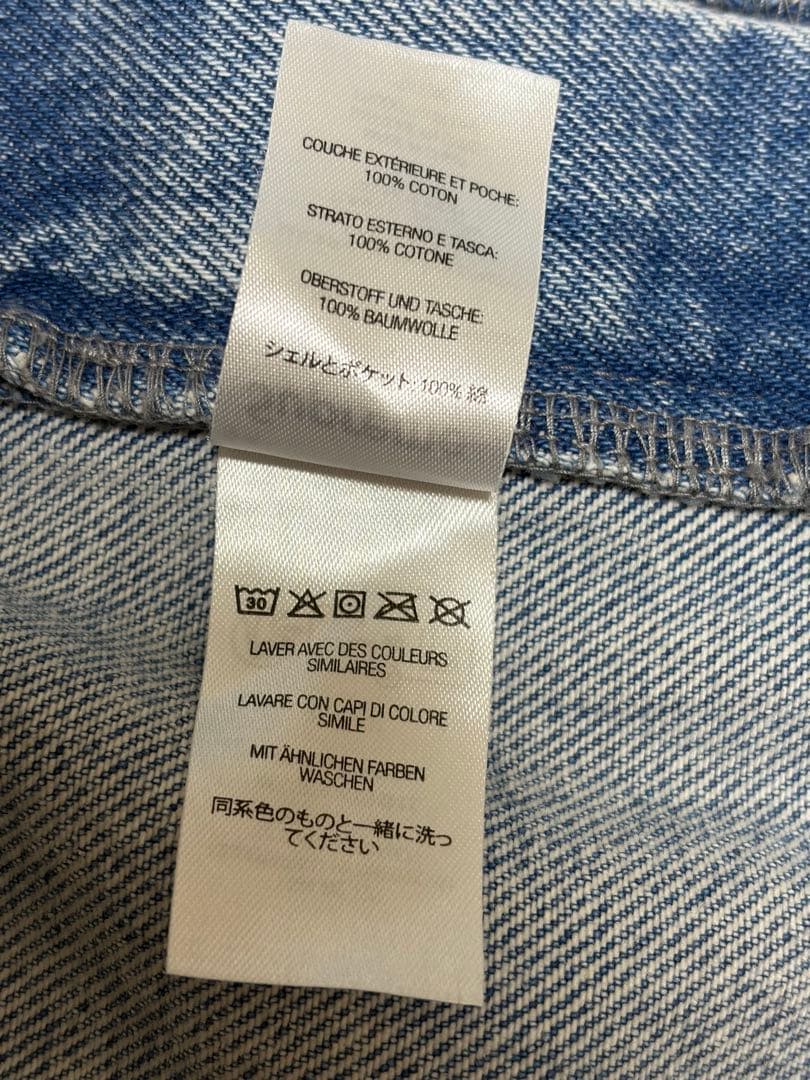 COUCHE EXTÉRIEURE ET POCHE:
100% COTON
STRATO ESTERNO E TASCA:
100% COTONE
OBERSTOFF UND TASCHE:
100% BAUMWOLLE
シェルとポケット: 100% 綿
30
LAVER AVEC DES COULEURS
SIMILAIRES
LAVARE CON CAPI DI COLORE
SIMILE
MIT ÄHNLICHEN FARBEN
WASCHEN
同系色のものと一緒に洗っ
てください